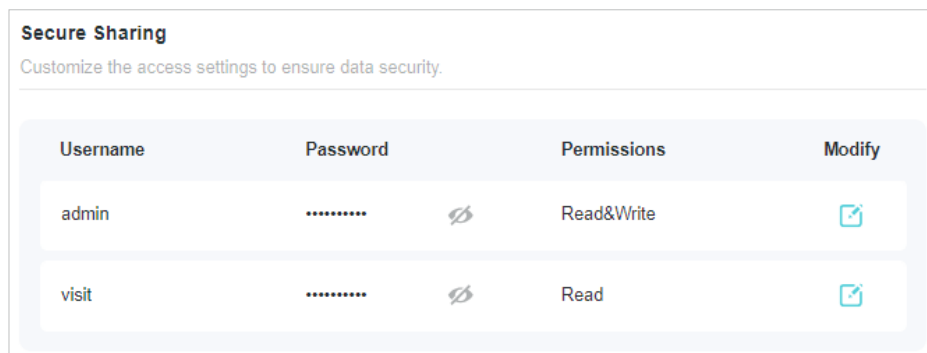 Secure Sharing
Customize the access settings to ensure data security.
Username Password Permissions Modify
admin •••••••••• Read&Write
visit •••••••••• Read